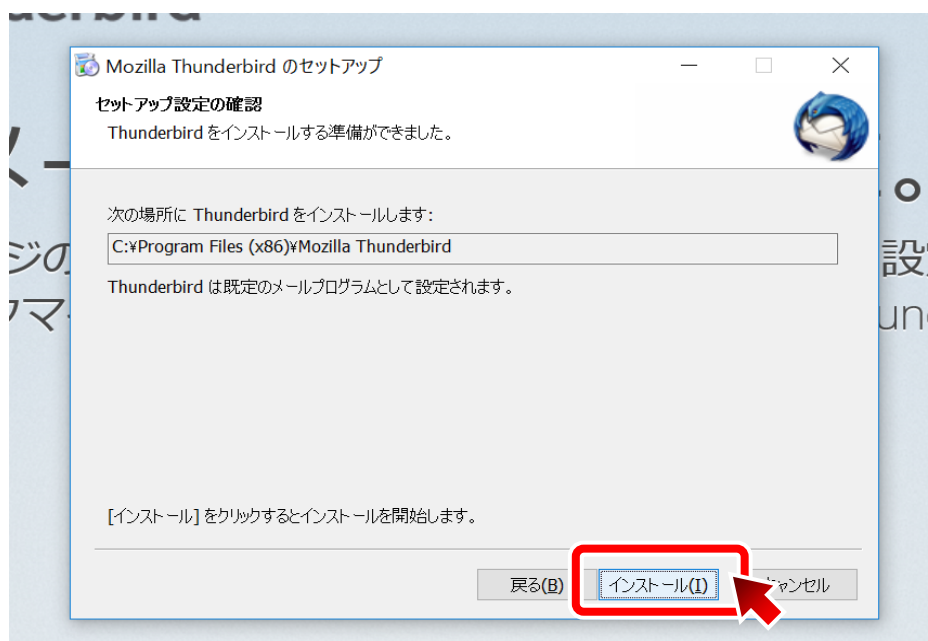 Mozilla Thunderbird のセットアップ
セットアップ設定の確認
Thunderbird をインストールする準備ができました。
次の場所に Thunderbird をインストールします:
C:¥Program Files (x86)¥Mozilla Thunderbird
Thunderbird は既定のメールプログラムとして設定されます。
[インストール] をクリックするとインストールを開始します。
戻る(B)
インストール(I)
キャンセル